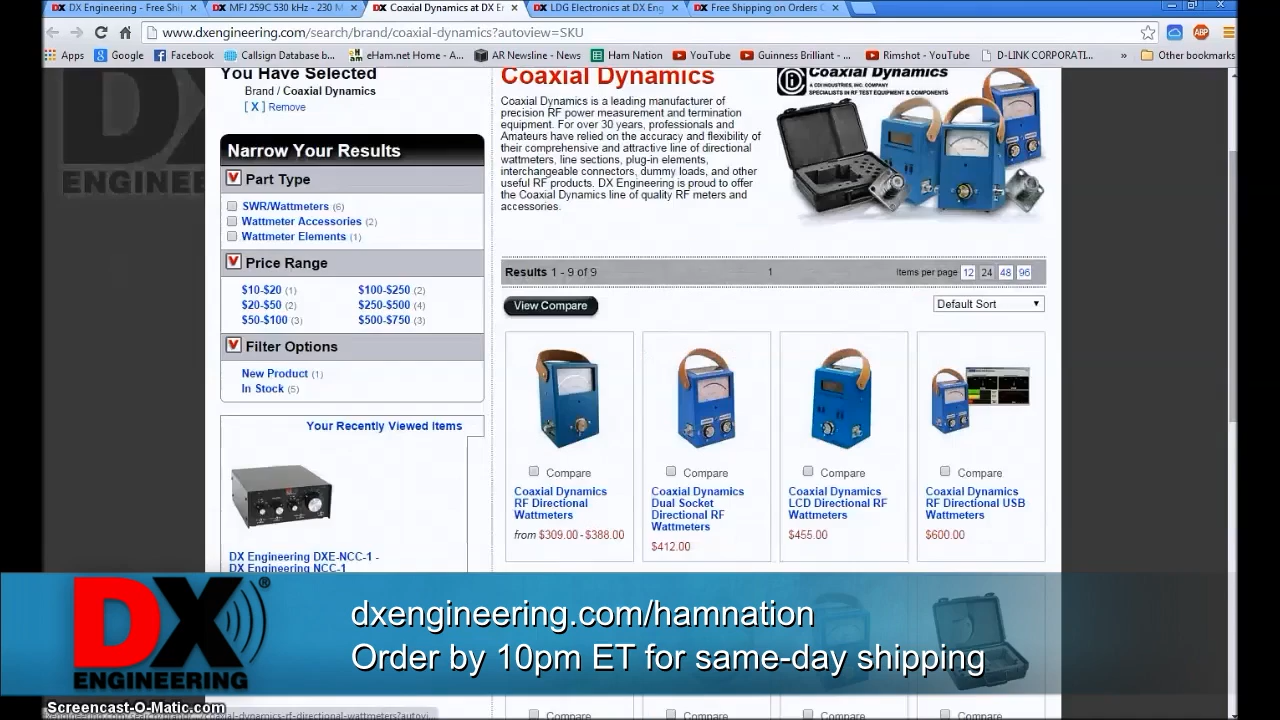 DX Engineering - Free Ship
MFJ 259C 530 kHz - 230 M
Coaxial Dynamics at DX En
LDG Electronics at DX Eng
Free Shipping on Orders O
www.dxengineering.com/search/brand/coaxial-dynamics?autoview=SKU
Apps
Google
Facebook
Callsign Database b...
eHam.net Home - A...
AR Newsline - News
Ham Nation
YouTube
Guinness Brilliant - ...
Rimshot - YouTube
D-LINK CORPORATI...
»
Other bookmarks
You Have Selected
Brand / Coaxial Dynamics
[ X ] Remove
Narrow Your Results
Part Type
SWR/Wattmeters (6)
Wattmeter Accessories (2)
Wattmeter Elements (1)
Price Range
$10-$20 (1) $100-$250 (2)
$20-$50 (2) $250-$500 (4)
$50-$100 (3) $500-$750 (3)
Filter Options
New Product (1)
In Stock (5)
Your Recently Viewed Items
DX Engineering DXE-NCC-1 -
DX Engineering NCC-1
Coaxial Dynamics
Coaxial Dynamics is a leading manufacturer of
precision RF power measurement and termination
equipment. For over 30 years, professionals and
Amateurs have relied on the accuracy and flexibility of
their comprehensive and attractive line of directional
wattmeters, line sections, plug-in elements,
interchangeable connectors, dummy loads, and other
useful RF products. DX Engineering is proud to offer
the Coaxial Dynamics line of quality RF meters and
accessories.
Coaxial Dynamics
A CDI INDUSTRIES, INC. COMPANY
SPECIALISTS IN RF TEST EQUIPMENT & COMPONENTS
Results 1 - 9 of 9 1 Items per page 12 24 48 96
View Compare
Default Sort
Compare
Coaxial Dynamics
RF Directional
Wattmeters
from $309.00 - $388.00
Compare
Coaxial Dynamics
Dual Socket
Directional RF
Wattmeters
$412.00
Compare
Coaxial Dynamics
LCD Directional RF
Wattmeters
$455.00
Compare
Coaxial Dynamics
RF Directional USB
Wattmeters
$600.00
DX
ENGINEERING
dxengineering.com/hamnation
Order by 10pm ET for same-day shipping
Compare
Compare
Compare
Compare
Screencast-O-Matic.com